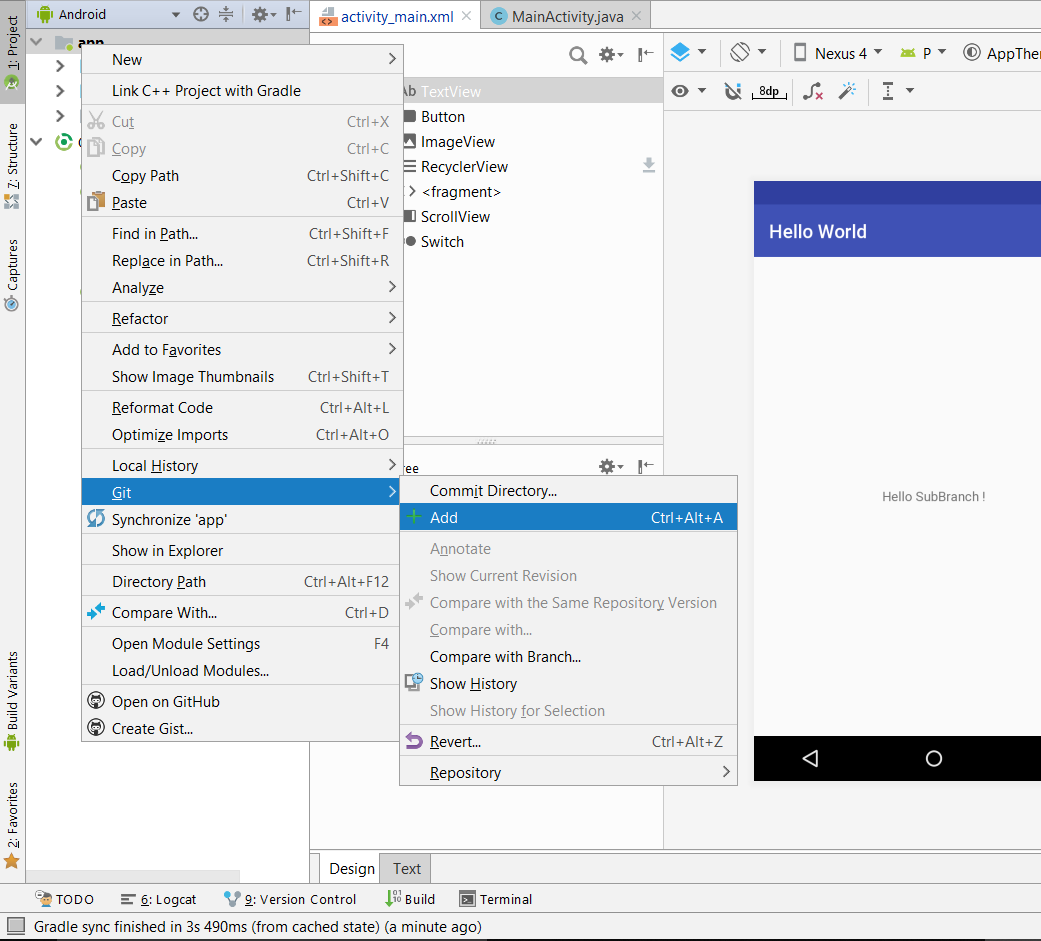 Android
activity_main.xml
MainActivity.java
1: Project
7: Structure
Captures
Build Variants
2: Favorites
app
New
Link C++ Project with Gradle
Cut Ctrl+X
Copy Ctrl+C
Copy Path Ctrl+Shift+C
Paste Ctrl+V
Find in Path... Ctrl+Shift+F
Replace in Path... Ctrl+Shift+R
Analyze
Refactor
Add to Favorites
Show Image Thumbnails Ctrl+Shift+T
Reformat Code Ctrl+Alt+L
Optimize Imports Ctrl+Alt+O
Local History
Git
Synchronize 'app'
Show in Explorer
Directory Path Ctrl+Alt+F12
Compare With... Ctrl+D
Open Module Settings F4
Load/Unload Modules...
Open on GitHub
Create Gist...
Ab TextView
Button
ImageView
RecyclerView
<fragment>
ScrollView
Switch
ree
Commit Directory...
Add Ctrl+Alt+A
Annotate
Show Current Revision
Compare with the Same Repository Version
Compare with...
Compare with Branch...
Show History
Show History for Selection
Revert... Ctrl+Alt+Z
Repository
Nexus 4 P AppThe
8dp
Hello World
Hello SubBranch !
Design Text
TODO 6: Logcat 9: Version Control Build Terminal
Gradle sync finished in 3s 490ms (from cached state) (a minute ago)